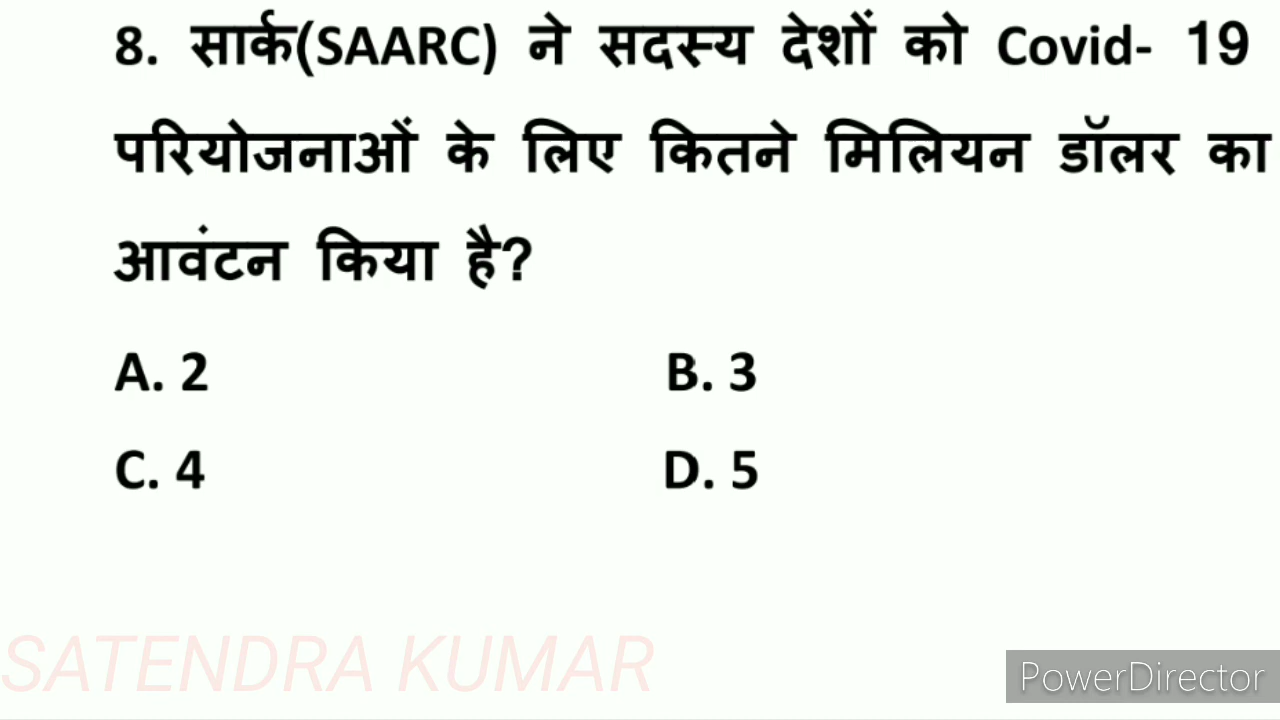 8. सार्क(SAARC) ने सदस्य देशों को Covid- 19
परियोजनाओं के लिए कितने मिलियन डॉलर का
आवंटन किया है?
A. 2 B. 3
C. 4 D. 5
SATENDRA KUMAR
PowerDirector